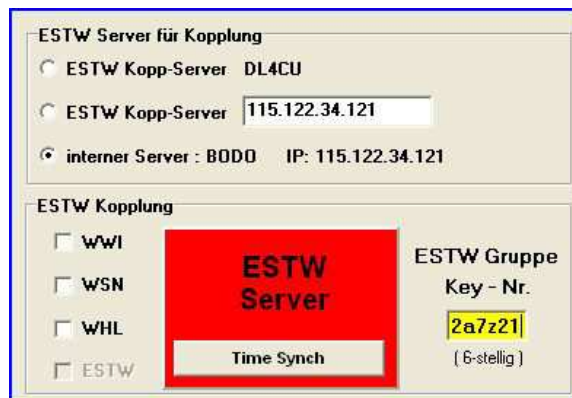 ESTW Server für Kopplung
ESTW Kopp-Server DL4CU
ESTW Kopp-Server 115.122.34.121
interner Server : BODO IP: 115.122.34.121
ESTW Kopplung
WWI
WSN
WHL
ESTW
ESTW
Server
Time Synch
ESTW Gruppe
Key - Nr.
2a7z21
( 6-stellig )